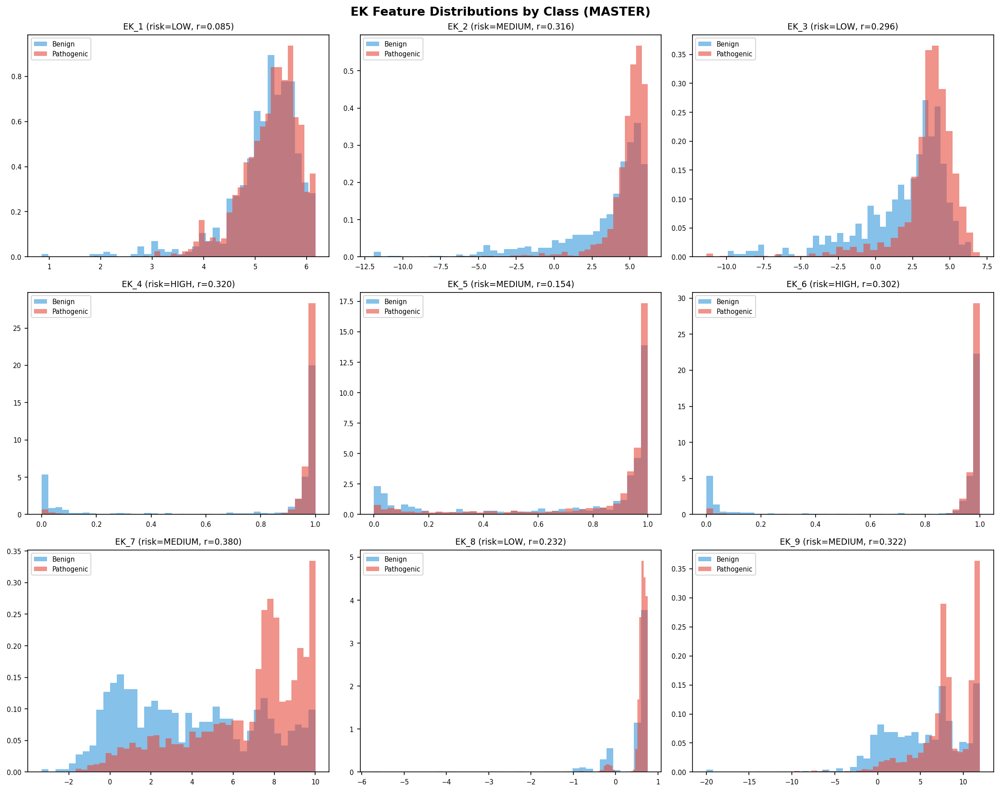 EK Feature Distributions by Class (MASTER)
EK_1 (risk=LOW, r=0.085)
Benign
Pathogenic
0.8
0.6
0.4
0.2
0.0
1 2 3 4 5 6
EK_2 (risk=MEDIUM, r=0.316)
Benign
Pathogenic
0.5
0.4
0.3
0.2
0.1
0.0
−12.5 −10.0 −7.5 −5.0 −2.5 0.0 2.5 5.0
EK_3 (risk=LOW, r=0.296)
Benign
Pathogenic
0.35
0.30
0.25
0.20
0.15
0.10
0.05
0.00
−10.0 −7.5 −5.0 −2.5 0.0 2.5 5.0 7.5
EK_4 (risk=HIGH, r=0.320)
Benign
Pathogenic
25
20
15
10
5
0
0.0 0.2 0.4 0.6 0.8 1.0
EK_5 (risk=MEDIUM, r=0.154)
Benign
Pathogenic
17.5
15.0
12.5
10.0
7.5
5.0
2.5
0.0
0.0 0.2 0.4 0.6 0.8 1.0
EK_6 (risk=HIGH, r=0.302)
Benign
Pathogenic
30
25
20
15
10
5
0
0.0 0.2 0.4 0.6 0.8 1.0
EK_7 (risk=MEDIUM, r=0.380)
Benign
Pathogenic
0.35
0.30
0.25
0.20
0.15
0.10
0.05
0.00
−2 0 2 4 6 8 10
EK_8 (risk=LOW, r=0.232)
Benign
Pathogenic
5
4
3
2
1
0
−6 −5 −4 −3 −2 −1 0 1
EK_9 (risk=MEDIUM, r=0.322)
Benign
Pathogenic
0.35
0.30
0.25
0.20
0.15
0.10
0.05
0.00
−20 −15 −10 −5 0 5 10